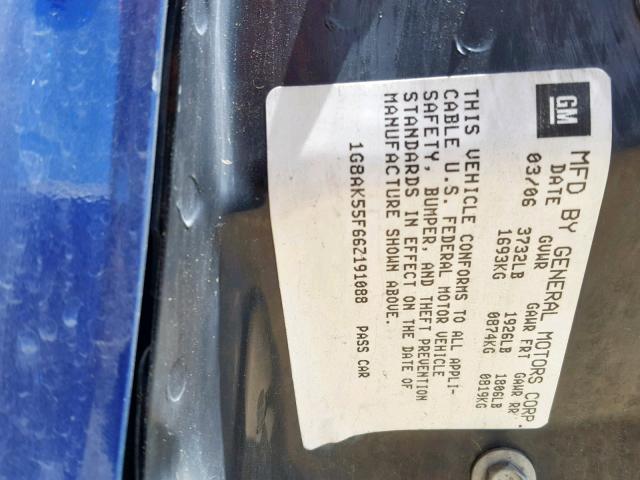 GM MFD BY GENERAL MOTORS CORP.
DATE GVWR GAWR FRT GAWR RR
03/06 3732LB 1926LB 1806LB
1693KG 0874KG 0819KG
THIS VEHICLE CONFORMS TO ALL APPLI-
CABLE U.S. FEDERAL MOTOR VEHICLE
SAFETY, BUMPER, AND THEFT PREVENTION
STANDARDS IN EFFECT ON THE DATE OF
MANUFACTURE SHOWN ABOVE.
1G8AK55F66Z191088 PASS CAR